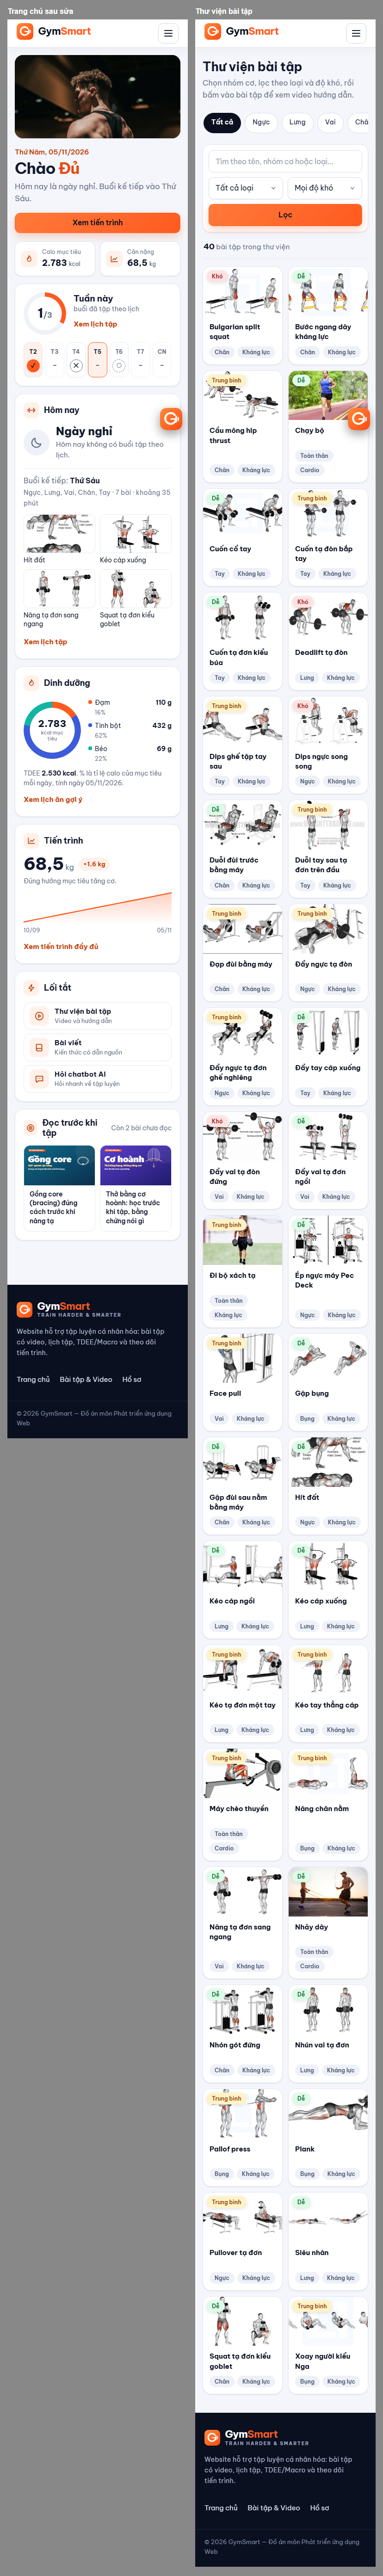 Trang chủ sau sửa
GymSmart
Thứ Năm, 05/11/2026
Chào Đủ
Hôm nay là ngày nghỉ. Buổi kế tiếp vào Thứ
Sáu.
Xem tiến trình
Calo mục tiêu
2.783 kcal
Cân nặng
68,5 kg
1/3
Tuần này
buổi đã tập theo lịch
Xem lịch tập
T2
T3
T4
T5
T6
T7
CN
Hôm nay
Ngày nghỉ
Hôm nay không có buổi tập theo
lịch.
Buổi kế tiếp: Thứ Sáu
Ngực, Lưng, Vai, Chân, Tay · 7 bài · khoảng 35
phút
Hít đất
Kéo cáp xuống
Nâng tạ đơn sang
ngang
Squat tạ đơn kiểu
goblet
Xem lịch tập
Dinh dưỡng
2.783
kcal mục
tiêu
Đạm
110 g
16%
Tinh bột
432 g
62%
Béo
69 g
22%
TDEE 2.530 kcal. % là tỉ lệ calo của mục tiêu
mỗi ngày, tính ngày 05/11/2026.
Xem lịch ăn gợi ý
Tiến trình
68,5 kg
+1,6 kg
Đúng hướng mục tiêu tăng cơ.
10/09
05/11
Xem tiến trình đầy đủ
Lối tắt
Thư viện bài tập
Video và hướng dẫn
Bài viết
Kiến thức có dẫn nguồn
Hỏi chatbot AI
Hỏi nhanh về tập luyện
Đọc trước khi
tập
Còn 2 bài chưa đọc
Gồng core
Cơ hoành
Gồng core
(bracing) đúng
cách trước khi
nâng tạ
Thở bằng cơ
hoành: học trước
khi tập, bằng
chứng nói gì
GymSmart
TRAIN HARDER & SMARTER
Website hỗ trợ tập luyện cá nhân hóa: bài tập
có video, lịch tập, TDEE/Macro và theo dõi
tiến trình.
Trang chủ
Bài tập & Video
Hồ sơ
© 2026 GymSmart — Đồ án môn Phát triển ứng dụng
Web
Thư viện bài tập
GymSmart
Thư viện bài tập
Chọn nhóm cơ, lọc theo loại và độ khó, rồi
bấm vào bài tập để xem video hướng dẫn.
Tất cả
Ngực
Lưng
Vai
Châ
Tìm theo tên, nhóm cơ hoặc loại...
Tất cả loại
Mọi độ khó
Lọc
40 bài tập trong thư viện
Khó
Bulgarian split
squat
Chân
Kháng lực
Dễ
Bước ngang dây
kháng lực
Chân
Kháng lực
Trung bình
Cầu mông hip
thrust
Chân
Kháng lực
Dễ
Chạy bộ
Toàn thân
Cardio
Dễ
Cuốn cổ tay
Tay
Kháng lực
Trung bình
Cuốn tạ đòn bắp
tay
Tay
Kháng lực
Dễ
Cuốn tạ đơn kiểu
búa
Tay
Kháng lực
Khó
Deadlift tạ đòn
Lưng
Kháng lực
Trung bình
Dips ghế tập tay
sau
Tay
Kháng lực
Khó
Dips ngực song
song
Ngực
Kháng lực
Dễ
Duỗi đùi trước
bằng máy
Chân
Kháng lực
Trung bình
Duỗi tay sau tạ
đơn trên đầu
Tay
Kháng lực
Trung bình
Đạp đùi bằng máy
Chân
Kháng lực
Trung bình
Đẩy ngực tạ đòn
Ngực
Kháng lực
Trung bình
Đẩy ngực tạ đơn
ghế nghiêng
Ngực
Kháng lực
Dễ
Đẩy tay cáp xuống
Tay
Kháng lực
Khó
Đẩy vai tạ đòn
đứng
Vai
Kháng lực
Dễ
Đẩy vai tạ đơn
ngồi
Vai
Kháng lực
Trung bình
Đi bộ xách tạ
Toàn thân
Kháng lực
Dễ
Ép ngực máy Pec
Deck
Ngực
Kháng lực
Trung bình
Face pull
Vai
Kháng lực
Dễ
Gập bụng
Bụng
Kháng lực
Dễ
Gập đùi sau nằm
bằng máy
Chân
Kháng lực
Dễ
Hít đất
Ngực
Kháng lực
Dễ
Kéo cáp ngồi
Lưng
Kháng lực
Dễ
Kéo cáp xuống
Lưng
Kháng lực
Trung bình
Kéo tạ đơn một tay
Lưng
Kháng lực
Trung bình
Kéo tay thẳng cáp
Lưng
Kháng lực
Trung bình
Máy chèo thuyền
Toàn thân
Cardio
Trung bình
Nâng chân nằm
Bụng
Kháng lực
Dễ
Nâng tạ đơn sang
ngang
Vai
Kháng lực
Dễ
Nhảy dây
Toàn thân
Cardio
Dễ
Nhón gót đứng
Chân
Kháng lực
Dễ
Nhún vai tạ đơn
Lưng
Kháng lực
Trung bình
Pallof press
Bụng
Kháng lực
Dễ
Plank
Bụng
Kháng lực
Trung bình
Pullover tạ đơn
Ngực
Kháng lực
Dễ
Siêu nhân
Lưng
Kháng lực
Dễ
Squat tạ đơn kiểu
goblet
Chân
Kháng lực
Trung bình
Xoay người kiểu
Nga
Bụng
Kháng lực
GymSmart
TRAIN HARDER & SMARTER
Website hỗ trợ tập luyện cá nhân hóa: bài tập
có video, lịch tập, TDEE/Macro và theo dõi
tiến trình.
Trang chủ
Bài tập & Video
Hồ sơ
© 2026 GymSmart — Đồ án môn Phát triển ứng dụng
Web